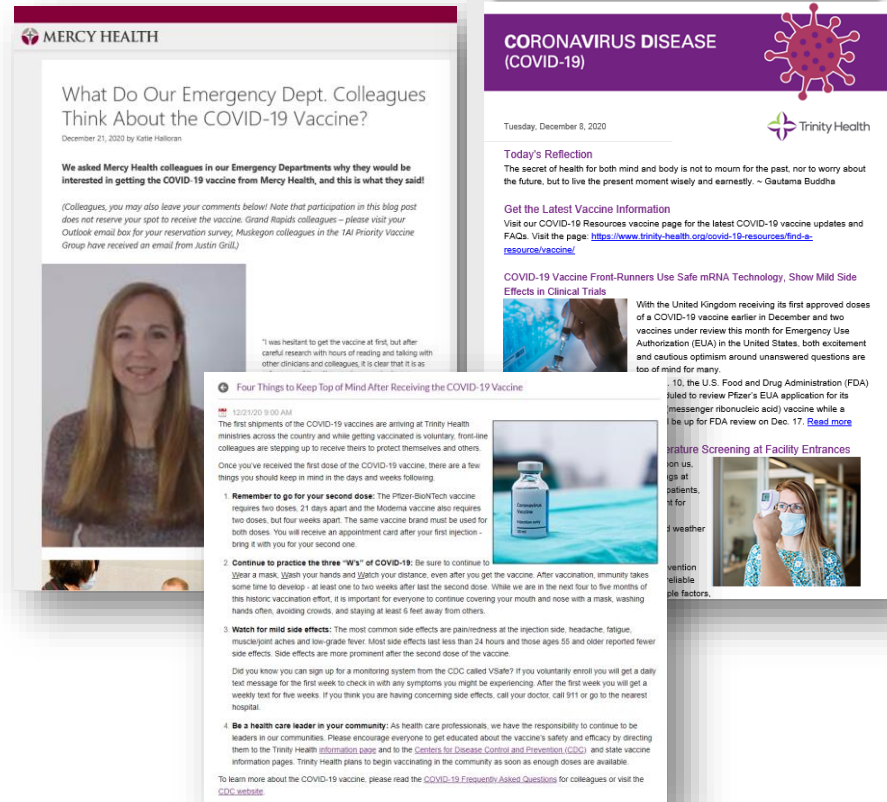 MERCY HEALTH
What Do Our Emergency Dept. Colleagues
Think About the COVID-19 Vaccine?
December 21, 2020 by Katie Halloran
We asked Mercy Health colleagues in our Emergency Departments why they would be
interested in getting the COVID-19 vaccine from Mercy Health, and this is what they said!
(Colleagues, you may also leave your comments below! Note that participation in this blog post
does not reserve your spot to receive the vaccine. Grand Rapids colleagues – please visit your
Outlook email box for your reservation survey, Muskegon colleagues in the 1AI Priority Vaccine
Group have received an email from Justin Grill.)
"I was hesitant to get the vaccine at first, but after
careful research with hours of reading and talking with
other clinicians and colleagues, it is clear that it is as
CORONAVIRUS DISEASE
(COVID-19)
Tuesday, December 8, 2020
Trinity Health
Today's Reflection
The secret of health for both mind and body is not to mourn for the past, nor to worry about
the future, but to live the present moment wisely and earnestly. ~ Gautama Buddha
Get the Latest Vaccine Information
Visit our COVID-19 Resources vaccine page for the latest COVID-19 vaccine updates and
FAQs. Visit the page: https://www.trinity-health.org/covid-19-resources/find-a-
resource/vaccine/
COVID-19 Vaccine Front-Runners Use Safe mRNA Technology, Show Mild Side
Effects in Clinical Trials
With the United Kingdom receiving its first approved doses
of a COVID-19 vaccine earlier in December and two
vaccines under review this month for Emergency Use
Authorization (EUA) in the United States, both excitement
and cautious optimism around unanswered questions are
top of mind for many.
10, the U.S. Food and Drug Administration (FDA)
to review Pfizer's EUA application for its
(messenger ribonucleic acid) vaccine while a
be up for FDA review on Dec. 17. Read more
Screening at Facility Entrances
on us,
at
patients,
for
weather
reliable
factors,
Four Things to Keep Top of Mind After Receiving the COVID-19 Vaccine
12/21/20 9:00 AM
The first shipments of the COVID-19 vaccines are arriving at Trinity Health
ministries across the country and while getting vaccinated is voluntary, front-line
colleagues are stepping up to receive theirs to protect themselves and others.
Once you've received the first dose of the COVID-19 vaccine, there are a few
things you should keep in mind in the days and weeks following.
1. Remember to go for your second dose: The Pfizer-BioNTech vaccine
requires two doses, 21 days apart and the Moderna vaccine also requires
two doses, but four weeks apart. The same vaccine brand must be used for
both doses. You will receive an appointment card after your first injection -
bring it with you for your second one.
Coronavirus
Vaccine
2. Continue to practice the three "W's" of COVID-19: Be sure to continue to
Wear a mask, Wash your hands and Watch your distance, even after you get the vaccine. After vaccination, immunity takes
some time to develop - at least one to two weeks after last the second dose. While we are in the next four to five months of
this historic vaccination effort, it is important for everyone to continue covering your mouth and nose with a mask, washing
hands often, avoiding crowds, and staying at least 6 feet away from others.
3. Watch for mild side effects: The most common side effects are pain/redness at the injection side, headache, fatigue,
muscle/joint aches and low-grade fever. Most side effects last less than 24 hours and those ages 55 and older reported fewer
side effects. Side effects are more prominent after the second dose of the vaccine.
Did you know you can sign up for a monitoring system from the CDC called VSafe? If you voluntarily enroll you will get a daily
text message for the first week to check in with any symptoms you might be experiencing. After the first week you will get a
weekly text for five weeks. If you think you are having concerning side effects, call your doctor, call 911 or go to the nearest
hospital.
4. Be a health care leader in your community: As health care professionals, we have the responsibility to continue to be
leaders in our communities. Please encourage everyone to get educated about the vaccine's safety and efficacy by directing
them to the Trinity Health information page and to the Centers for Disease Control and Prevention (CDC) and state vaccine
information pages. Trinity Health plans to begin vaccinating in the community as soon as enough doses are available.
To learn more about the COVID-19 vaccine, please read the COVID-19 Frequently Asked Questions for colleagues or visit the
CDC website.